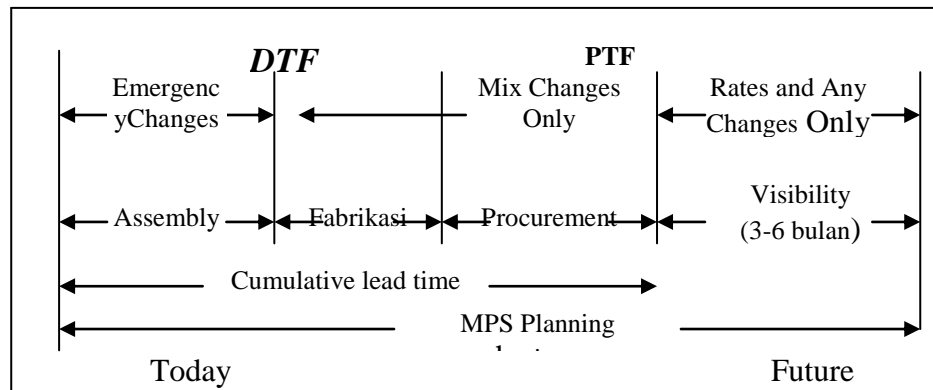 DTF
PTF
Emergenc
yChanges
Mix Changes
Only
Rates and Any
Changes Only
Assembly
Fabrikasi
Procurement
Visibility
(3-6 bulan)
Cumulative lead time
MPS Planning
Today
Future